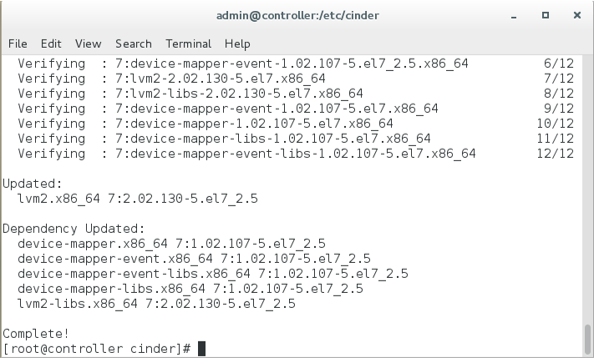 admin@controller:/etc/cinder
File Edit View Search Terminal Help
Verifying : 7:device-mapper-event-1.02.107-5.el7_2.5.x86_64 6/12
Verifying : 7:lvm2-2.02.130-5.el7.x86_64 7/12
Verifying : 7:lvm2-libs-2.02.130-5.el7.x86_64 8/12
Verifying : 7:device-mapper-event-1.02.107-5.el7.x86_64 9/12
Verifying : 7:device-mapper-1.02.107-5.el7.x86_64 10/12
Verifying : 7:device-mapper-libs-1.02.107-5.el7.x86_64 11/12
Verifying : 7:device-mapper-event-libs-1.02.107-5.el7.x86_64 12/12
Updated:
lvm2.x86_64 7:2.02.130-5.el7_2.5
Dependency Updated:
device-mapper.x86_64 7:1.02.107-5.el7_2.5
device-mapper-event.x86_64 7:1.02.107-5.el7_2.5
device-mapper-event-libs.x86_64 7:1.02.107-5.el7_2.5
device-mapper-libs.x86_64 7:1.02.107-5.el7_2.5
lvm2-libs.x86_64 7:2.02.130-5.el7_2.5
Complete!
[root@controller cinder]#